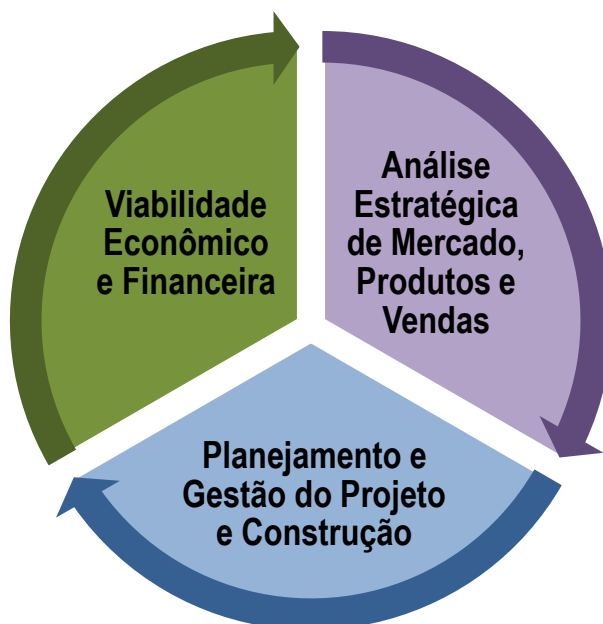 Viabilidade
Econômico
e Financeira
Análise
Estratégica
de Mercado,
Produtos e
Vendas
Planejamento e
Gestão do Projeto
e Construção